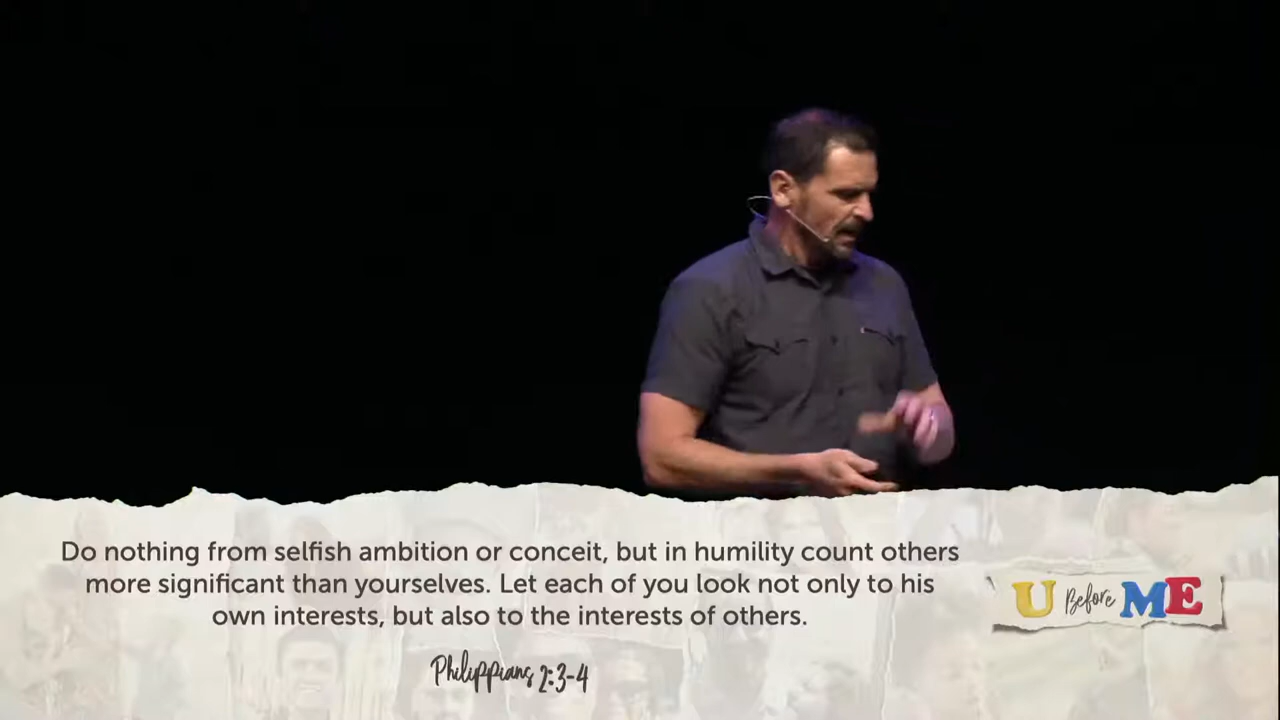 Do nothing from selfish ambition or conceit, but in humility count others
more significant than yourselves. Let each of you look not only to his
own interests, but also to the interests of others.
Philippians 2:3-4
U Before ME